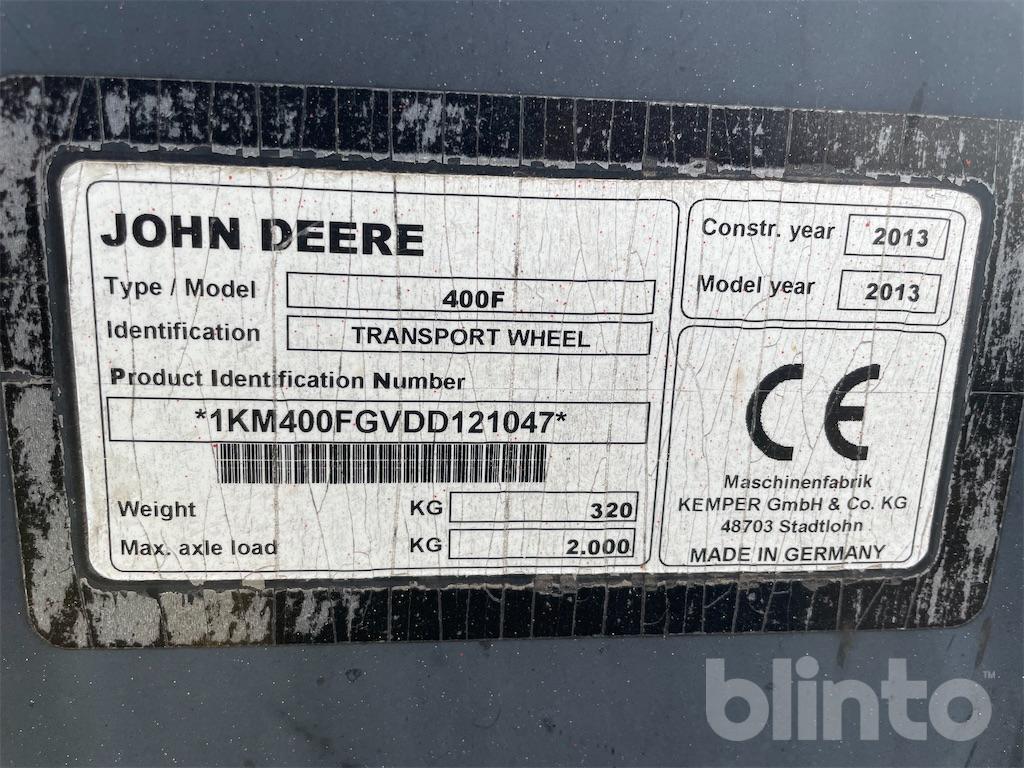 JOHN DEERE
Type / Model 400F
Identification TRANSPORT WHEEL
Product Identification Number
*1KM400FGVDD121047*
Weight KG 320
Max. axle load KG 2.000
Constr. year 2013
Model year 2013
CE
Maschinenfabrik
KEMPER GmbH & Co. KG
48703 Stadtlohn
MADE IN GERMANY
blinto™